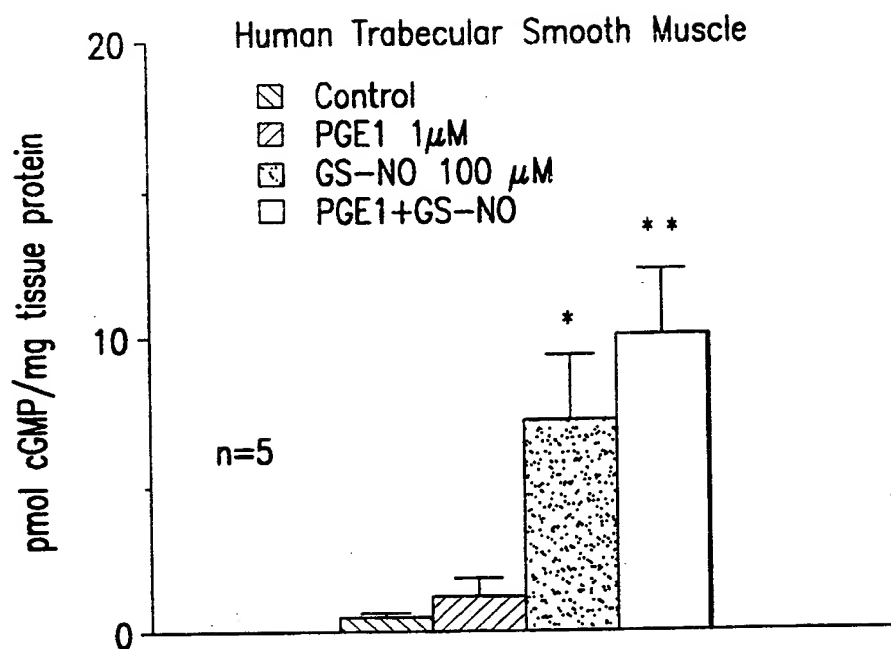 Human Trabecular Smooth Muscle
20
Control
PGE1 1μM
GS-NO 100 μM
PGE1+GS-NO
* *
*
10
n=5
0
pmol cGMP/mg tissue protein